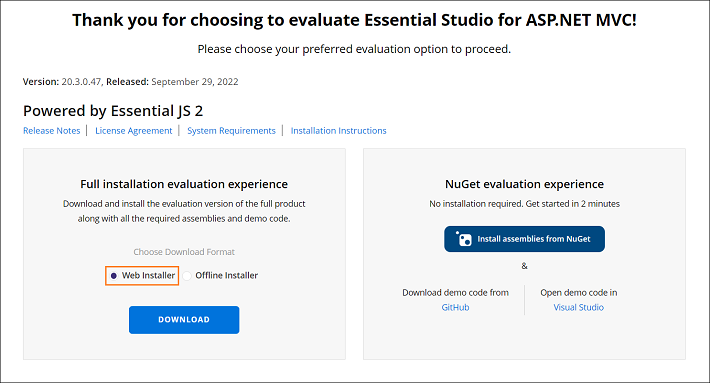 Thank you for choosing to evaluate Essential Studio for ASP.NET MVC!
Please choose your preferred evaluation option to proceed.
Version: 20.3.0.47, Released: September 29, 2022
Powered by Essential JS 2
Release Notes | License Agreement | System Requirements | Installation Instructions
Full installation evaluation experience
Download and install the evaluation version of the full product
along with all the required assemblies and demo code.
Choose Download Format
Web Installer Offline Installer
DOWNLOAD
NuGet evaluation experience
No installation required. Get started in 2 minutes
Install assemblies from NuGet
&
Download demo code from
GitHub
Open demo code in
Visual Studio